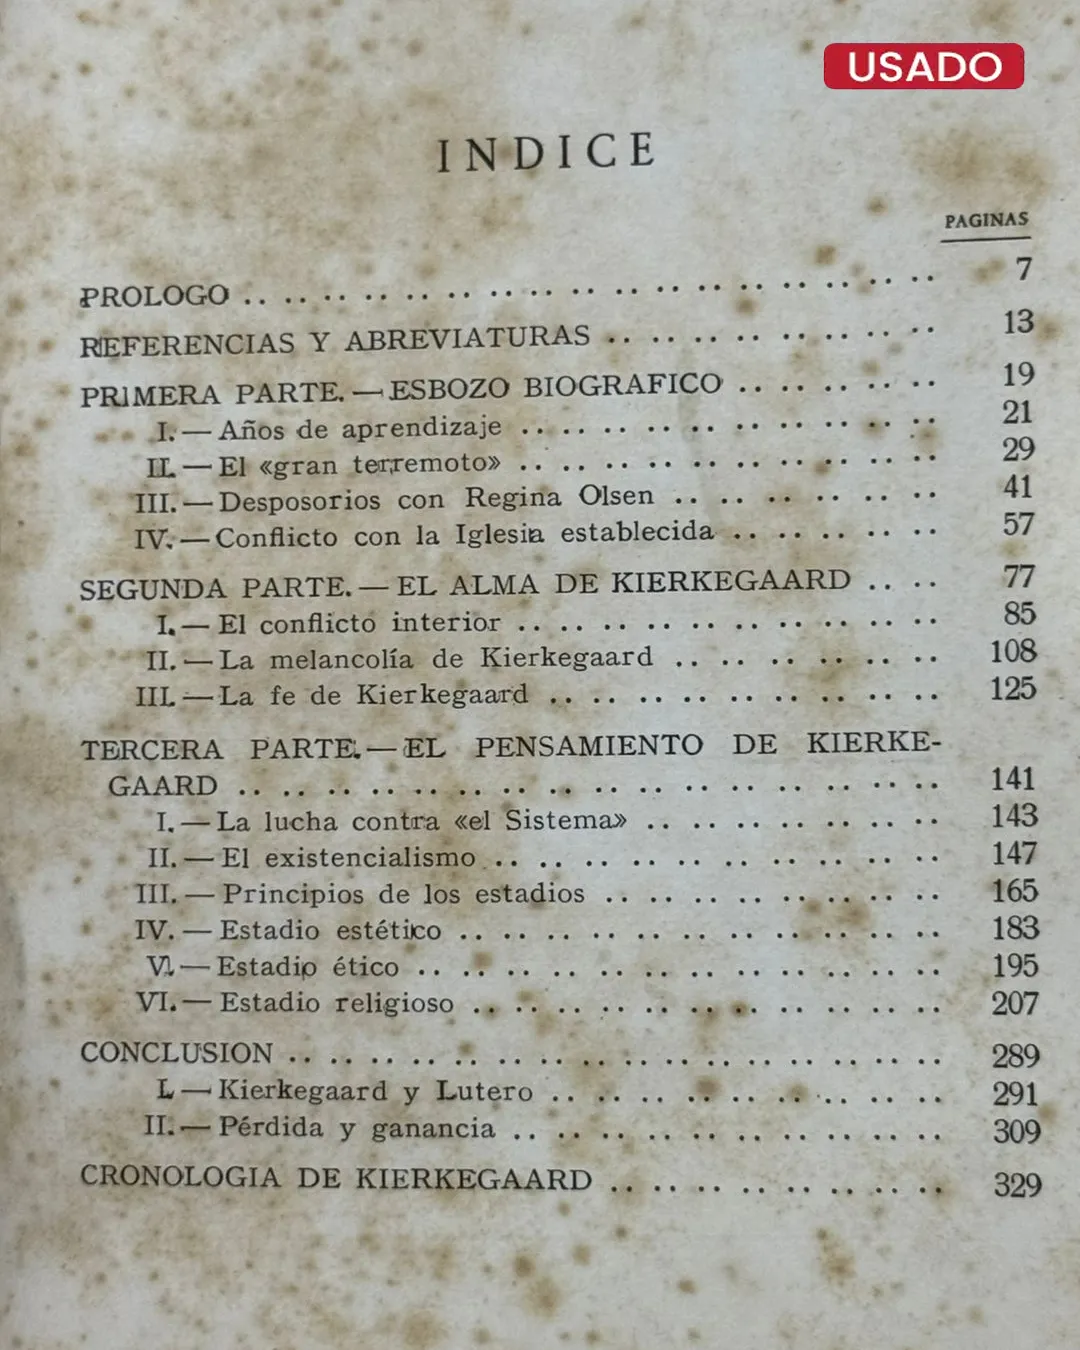 USADO
INDICE
PAGINAS
PROLOGO .. .. .. .. .. .. .. .. .. .. .. .. .. .. .. .. .. 7
REFERENCIAS Y ABREVIATURAS .. .. .. .. .. .. .. .. 13
PRIMERA PARTE.—ESBOZO BIOGRAFICO .. .. .. .. .. 19
I.—Años de aprendizaje .. .. .. .. .. .. .. .. .. .. 21
II.—El «gran terremoto» .. .. .. .. .. .. .. .. .. .. 29
III.—Desposorios con Regina Olsen .. .. .. .. .. .. 41
IV.—Conflicto con la Iglesia establecida .. .. .. .. .. 57
SEGUNDA PARTE.—EL ALMA DE KIERKEGAARD .. .. 77
I.—El conflicto interior .. .. .. .. .. .. .. .. .. .. 85
II.—La melancolía de Kierkegaard .. .. .. .. .. .. 108
III.—La fe de Kierkegaard .. .. .. .. .. .. .. .. .. 125
TERCERA PARTE.—EL PENSAMIENTO DE KIERKE-
GAARD .. .. .. .. .. .. .. .. .. .. .. .. .. .. .. .. 141
I.—La lucha contra «el Sistema» .. .. .. .. .. .. .. 143
II.—El existencialismo .. .. .. .. .. .. .. .. .. .. 147
III.—Principios de los estadios .. .. .. .. .. .. .. .. 165
IV.—Estadio estético .. .. .. .. .. .. .. .. .. .. .. 183
V.—Estadio ético .. .. .. .. .. .. .. .. .. .. .. .. 195
VI.—Estadio religioso .. .. .. .. .. .. .. .. .. .. .. 207
CONCLUSION .. .. .. .. .. .. .. .. .. .. .. .. .. .. .. .. 289
I.—Kierkegaard y Lutero .. .. .. .. .. .. .. .. .. 291
II.—Pérdida y ganancia .. .. .. .. .. .. .. .. .. .. 309
CRONOLOGIA DE KIERKEGAARD .. .. .. .. .. .. .. .. 329